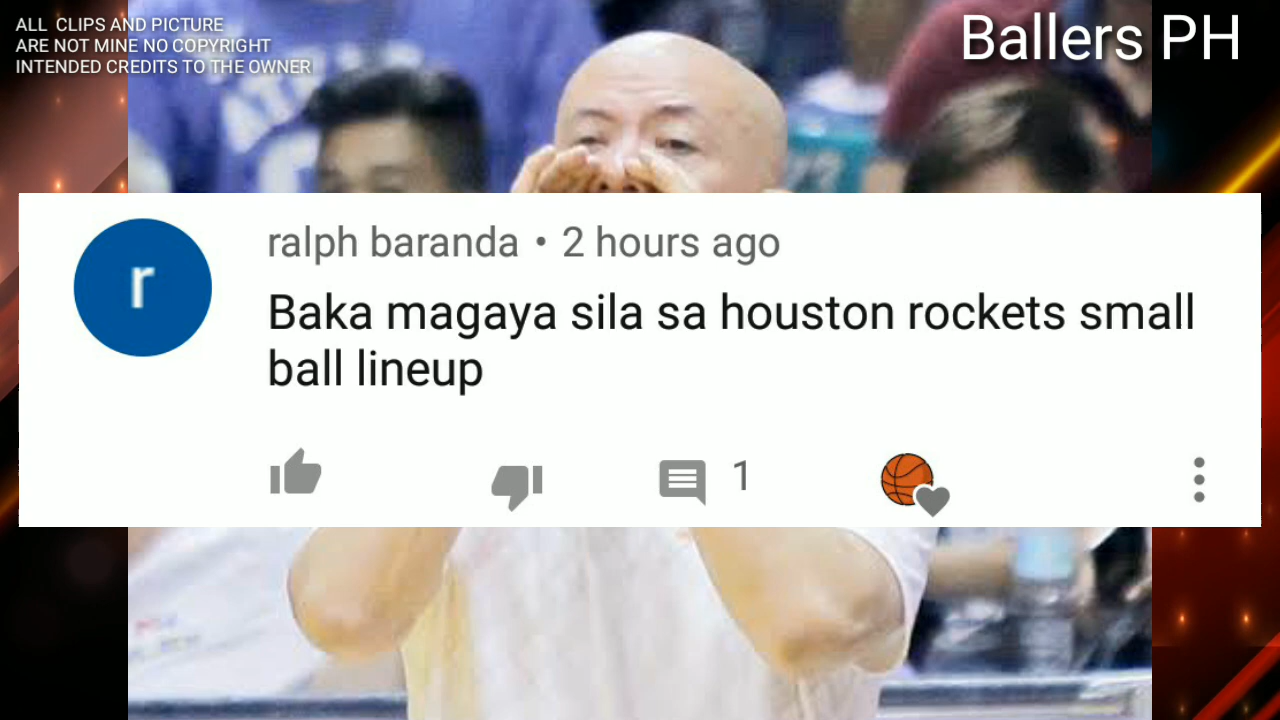 ALL CLIPS AND PICTURE
ARE NOT MINE NO COPYRIGHT
INTENDED CREDITS TO THE OWNER
Ballers PH
r
ralph baranda • 2 hours ago
Baka magaya sila sa houston rockets small
ball lineup
1